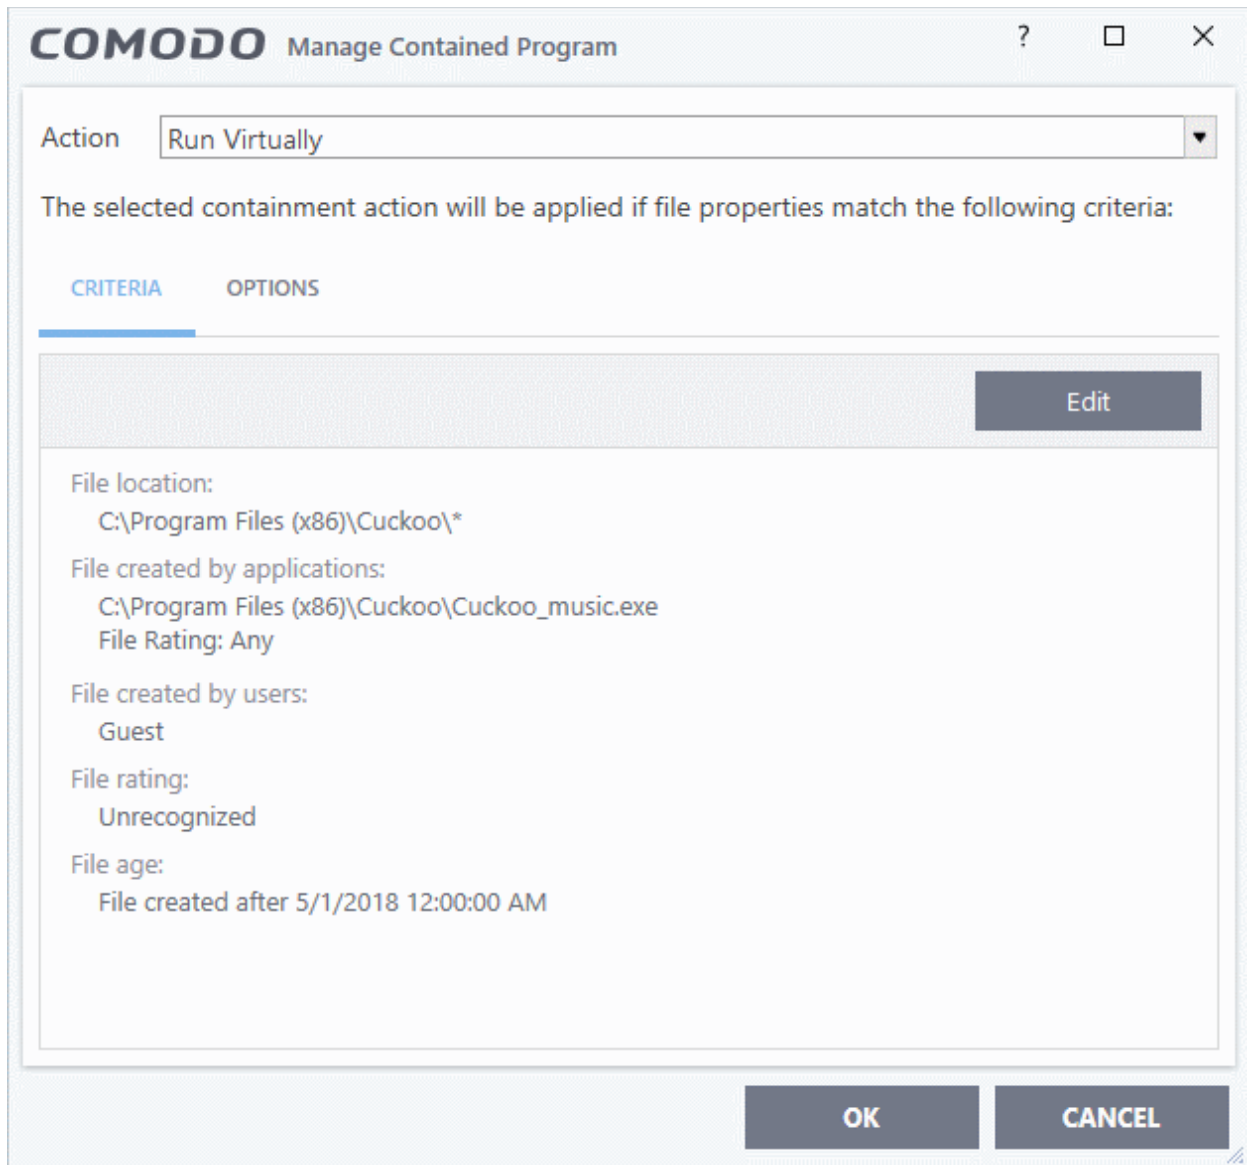 COMODO Manage Contained Program ?
Action Run Virtually
The selected containment action will be applied if file properties match the following criteria:
CRITERIA OPTIONS
Edit
File location:
C:\Program Files (x86)\Cuckoo\*
File created by applications:
C:\Program Files (x86)\Cuckoo\Cuckoo_music.exe
File Rating: Any
File created by users:
Guest
File rating:
Unrecognized
File age:
File created after 5/1/2018 12:00:00 AM
OK CANCEL